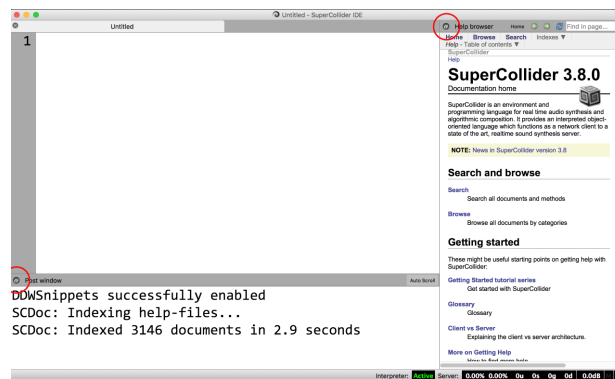 Untitled - SuperCollider IDE
Untitled
1
Help browser Home Find in page...
Home Browse Search Indexes ▼
Help - Table of contents ▼
SuperCollider
Help
SuperCollider 3.8.0
Documentation home
SuperCollider is an environment and
programming language for real time audio synthesis and
algorithmic composition. It provides an interpreted object-
oriented language which functions as a network client to a
state of the art, realtime sound synthesis server.
NOTE: News in SuperCollider version 3.8
Search and browse
Search
Search all documents and methods
Browse
Browse all documents by categories
Getting started
These might be useful starting points on getting help with
SuperCollider:
Getting Started tutorial series
Get started with SuperCollider
Glossary
Glossary
Client vs Server
Explaining the client vs server architecture.
More on Getting Help
How to find more help
Post window Auto Scroll
DDWSnippets successfully enabled
SCDoc: Indexing help-files...
SCDoc: Indexed 3146 documents in 2.9 seconds
Interpreter: Active Server: 0.00% 0.00% 0u 0s 0g 0d 0.0dB